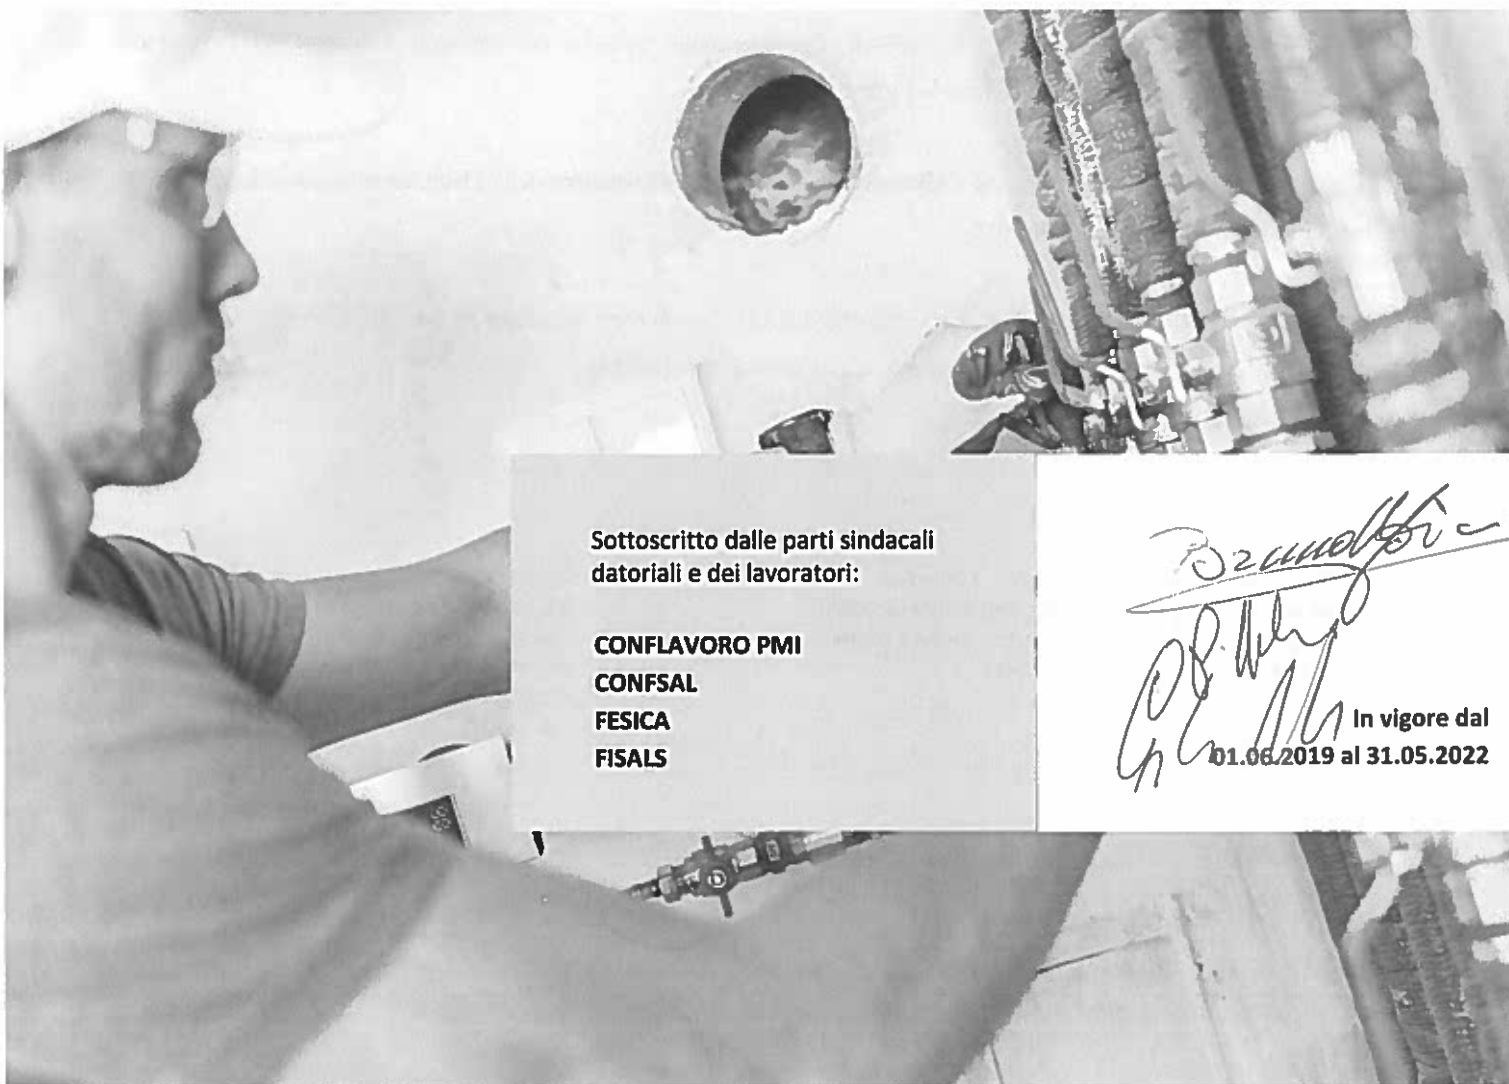 Sottoscritto dalle parti sindacali
datoriali e dei lavoratori:
CONFLAVORO PMI
CONFSAL
FESICA
FISALS
In vigore dal
01.06.2019 al 31.05.2022